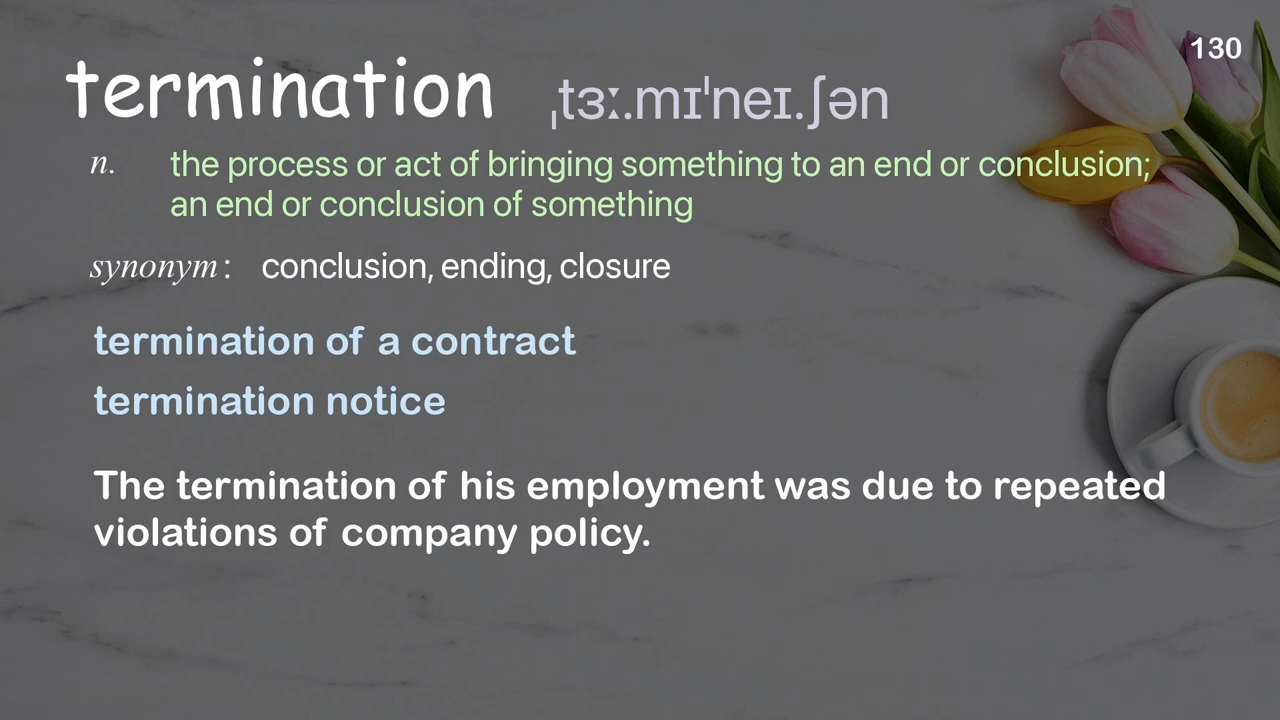 130
termination ˌtɜː.mɪˈneɪ.ʃən
n. the process or act of bringing something to an end or conclusion;
an end or conclusion of something
synonym: conclusion, ending, closure
termination of a contract
termination notice
The termination of his employment was due to repeated
violations of company policy.